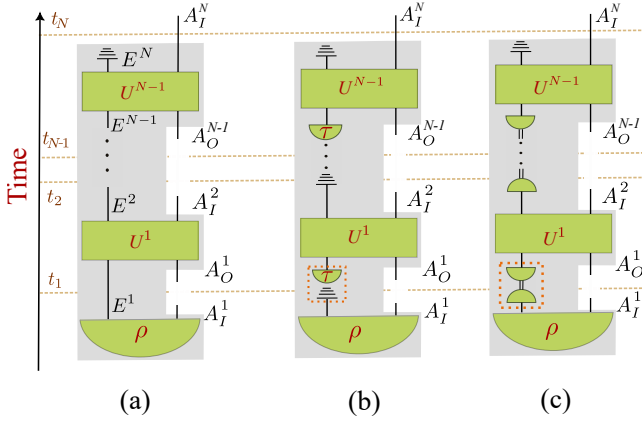 t_N A_I^N A_I^N A_I^N
E^N
U^{N-1} U^{N-1} U^{N-1}
E^{N-1} A_O^{N-1} A_O^{N-1} A_O^{N-1}
t_{N-1} τ
Time
t_2 E^2 A_I^2 A_I^2 A_I^2
U^1 U^1 U^1
t_1 A_O^1 τ A_O^1 A_O^1
E^1 A_I^1 A_I^1 A_I^1
ρ ρ ρ
(a) (b) (c)